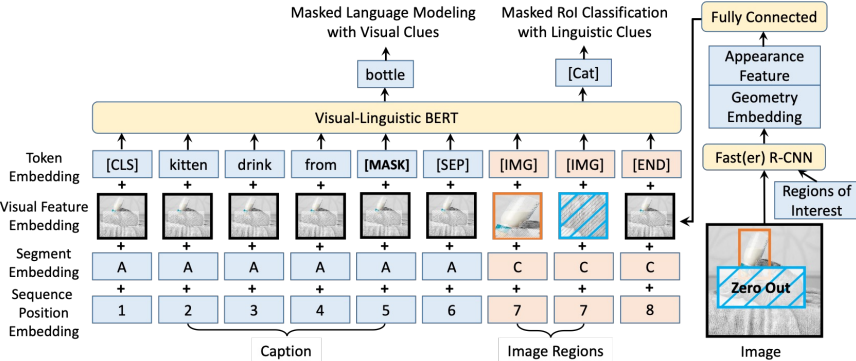 Masked Language Modeling
with Visual Clues
Masked RoI Classification
with Linguistic Clues
Fully Connected
bottle
[Cat]
Appearance
Feature
Geometry
Embedding
Visual-Linguistic BERT
Fast(er) R-CNN
Regions of
Interest
Token
Embedding
[CLS] kitten drink from [MASK] [SEP] [IMG] [IMG] [END]
+ + + + + + + + +
Visual Feature
Embedding
+ + + + + + + + +
Segment
Embedding
A A A A A A C C C
+ + + + + + + + +
Sequence
Position
Embedding
1 2 3 4 5 6 7 7 8
Zero Out
Caption
Image Regions
Image